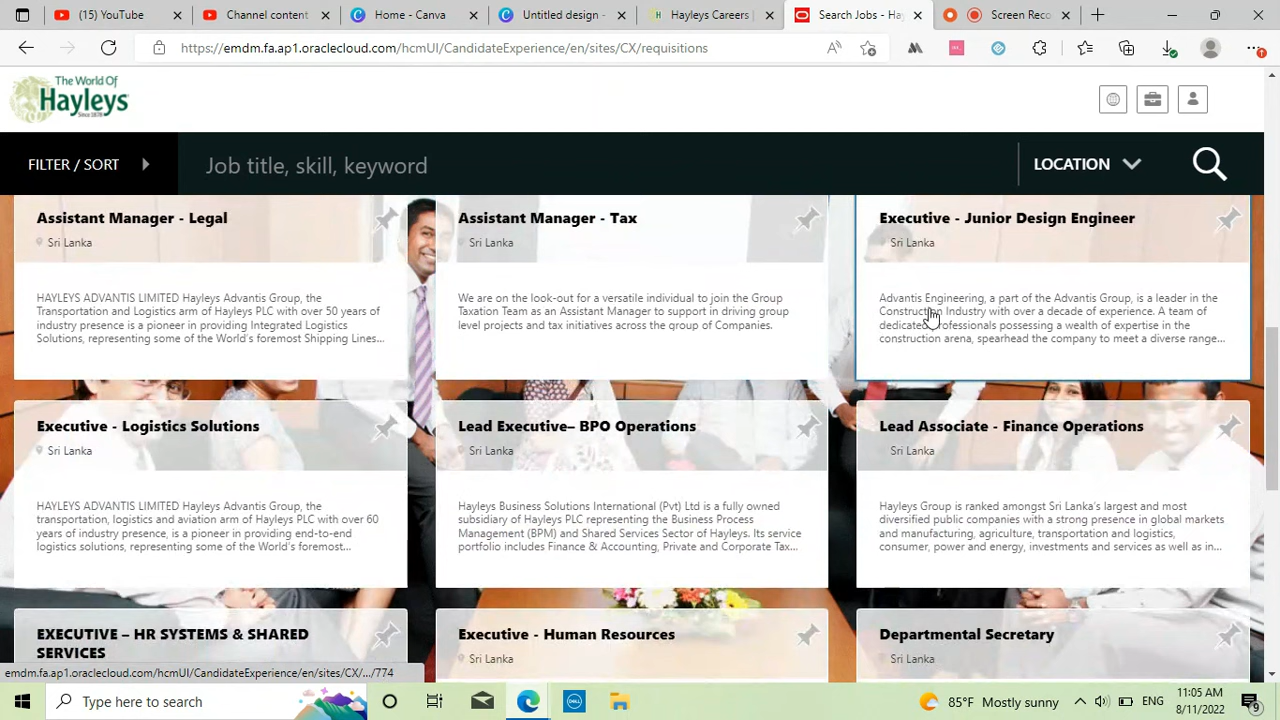 YouTube
Channel content -
Home - Canva
Untitled design -
Hayleys Careers
Search Jobs - Ha
Screen Reco
https://emdm.fa.ap1.oraclecloud.com/hcmUI/CandidateExperience/en/sites/CX/requisitions
The World Of
Hayleys
Since 1878
FILTER / SORT
Job title, skill, keyword
LOCATION
Assistant Manager - Legal
Sri Lanka
HAYLEYS ADVANTIS LIMITED Hayleys Advantis Group, the
Transportation and Logistics arm of Hayleys PLC with over 50 years of
industry presence is a pioneer in providing Integrated Logistics
Solutions, representing some of the World's foremost Shipping Lines...
Assistant Manager - Tax
Sri Lanka
We are on the look-out for a versatile individual to join the Group
Taxation Team as an Assistant Manager to support in driving group
level projects and tax initiatives across the group of Companies.
Executive - Junior Design Engineer
Sri Lanka
Advantis Engineering, a part of the Advantis Group, is a leader in the
Construction Industry with over a decade of experience. A team of
dedicated professionals possessing a wealth of expertise in the
construction arena, spearhead the company to meet a diverse range...
Executive - Logistics Solutions
Sri Lanka
HAYLEYS ADVANTIS LIMITED Hayleys Advantis Group, the
transportation, logistics and aviation arm of Hayleys PLC with over 60
years of industry presence, is a pioneer in providing end-to-end
logistics solutions, representing some of the World's foremost...
Lead Executive– BPO Operations
Sri Lanka
Hayleys Business Solutions International (Pvt) Ltd is a fully owned
subsidiary of Hayleys PLC representing the Business Process
Management (BPM) and Shared Services Sector of Hayleys. Its service
portfolio includes Finance & Accounting, Private and Corporate Tax...
Lead Associate - Finance Operations
Sri Lanka
Hayleys Group is ranked amongst Sri Lanka's largest and most
diversified public companies with a strong presence in global markets
and manufacturing, agriculture, transportation and logistics,
consumer, power and energy, investments and services as well as in...
EXECUTIVE – HR SYSTEMS & SHARED
SERVICES
Executive - Human Resources
Sri Lanka
Departmental Secretary
Sri Lanka
emdm.fa.ap1.oraclecloud.com/hcmUI/CandidateExperience/en/sites/CX/.../774
Type here to search
DELL
85°F Mostly sunny
ENG
11:05 AM
8/11/2022
9